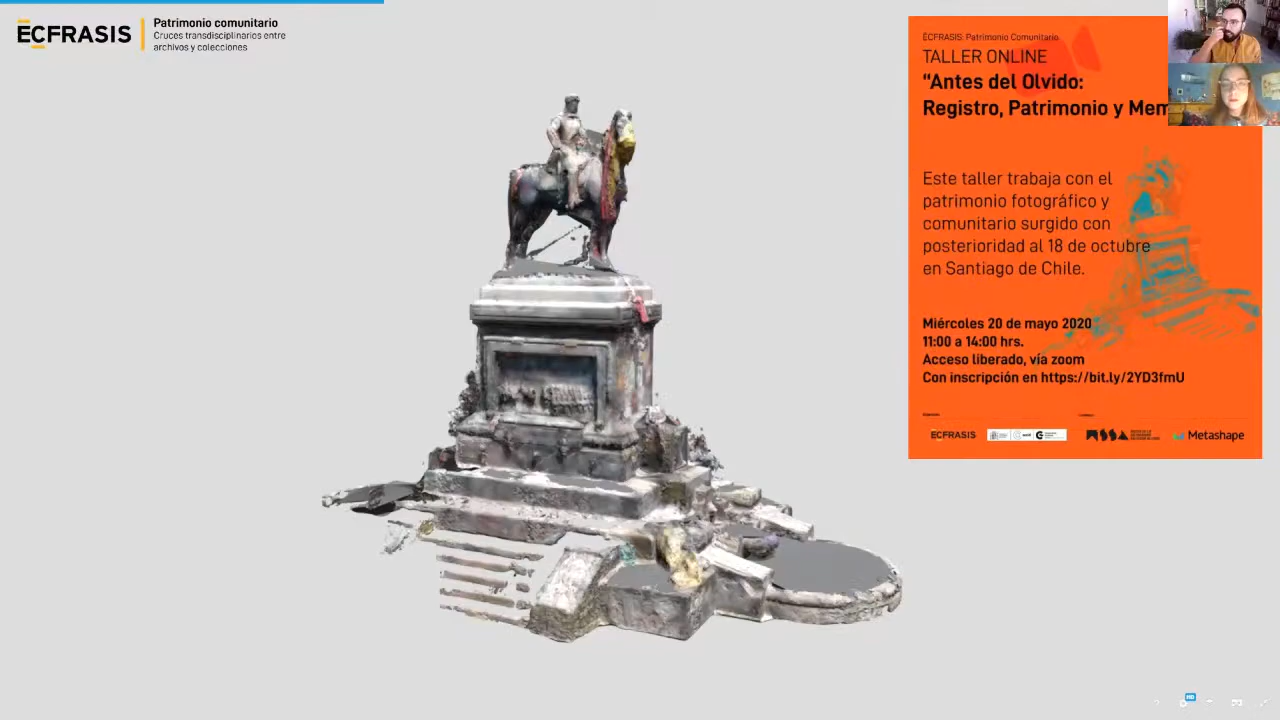 ECFRASIS
Patrimonio comunitario
Cruces transdisciplinarios entre
archivos y colecciones
ÉCFRASIS: Patrimonio Comunitario
TALLER ONLINE
“Antes del Olvido:
Registro, Patrimonio y Mem
Este taller trabaja con el
patrimonio fotográfico y
comunitario surgido con
posterioridad al 18 de octubre
en Santiago de Chile.
Miércoles 20 de mayo 2020
11:00 a 14:00 hrs.
Acceso liberado, vía zoom
Con inscripción en https://bit.ly/2YD3fmU
ECFRASIS
MSSA
Metashape
HD